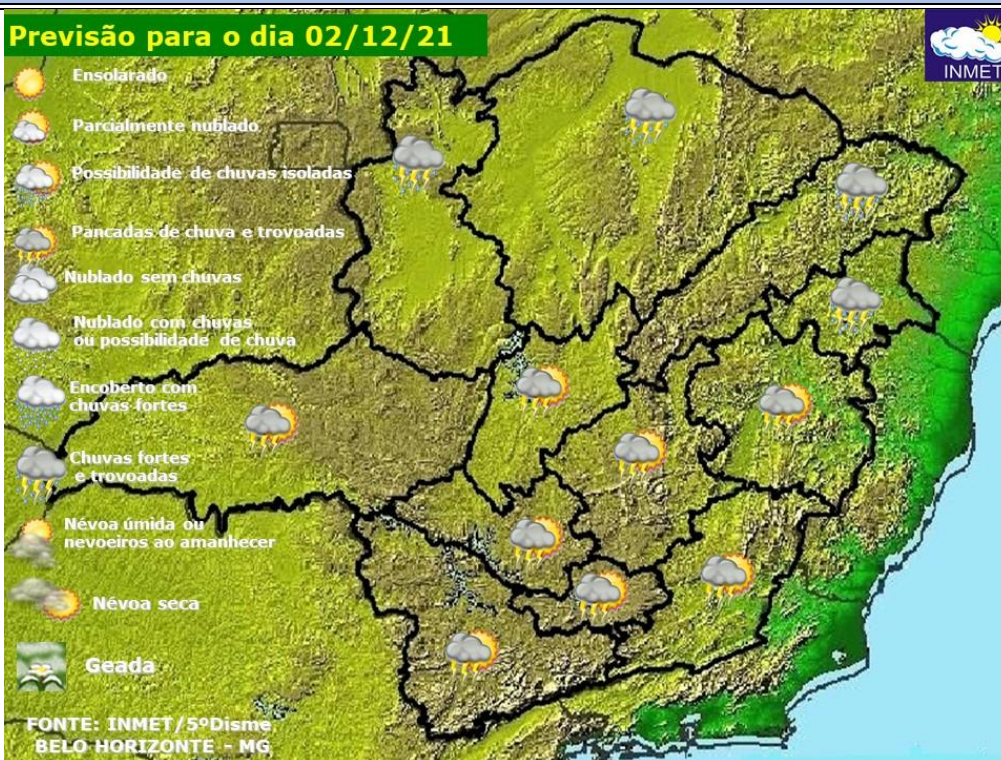 Previsão para o dia 02/12/21
INMET
Ensolarado
Parcialmente nublado
Possibilidade de chuvas isoladas
Pancadas de chuva e trovoadas
Nublado sem chuvas
Nublado com chuvas
ou possibilidade de chuva
Encoberto com
chuvas fortes
Chuvas fortes
e trovoadas
Névoa úmida ou
nevoeiros ao amanhecer
Névoa seca
Geada
FONTE: INMET/5ºDisme
BELO HORIZONTE - MG